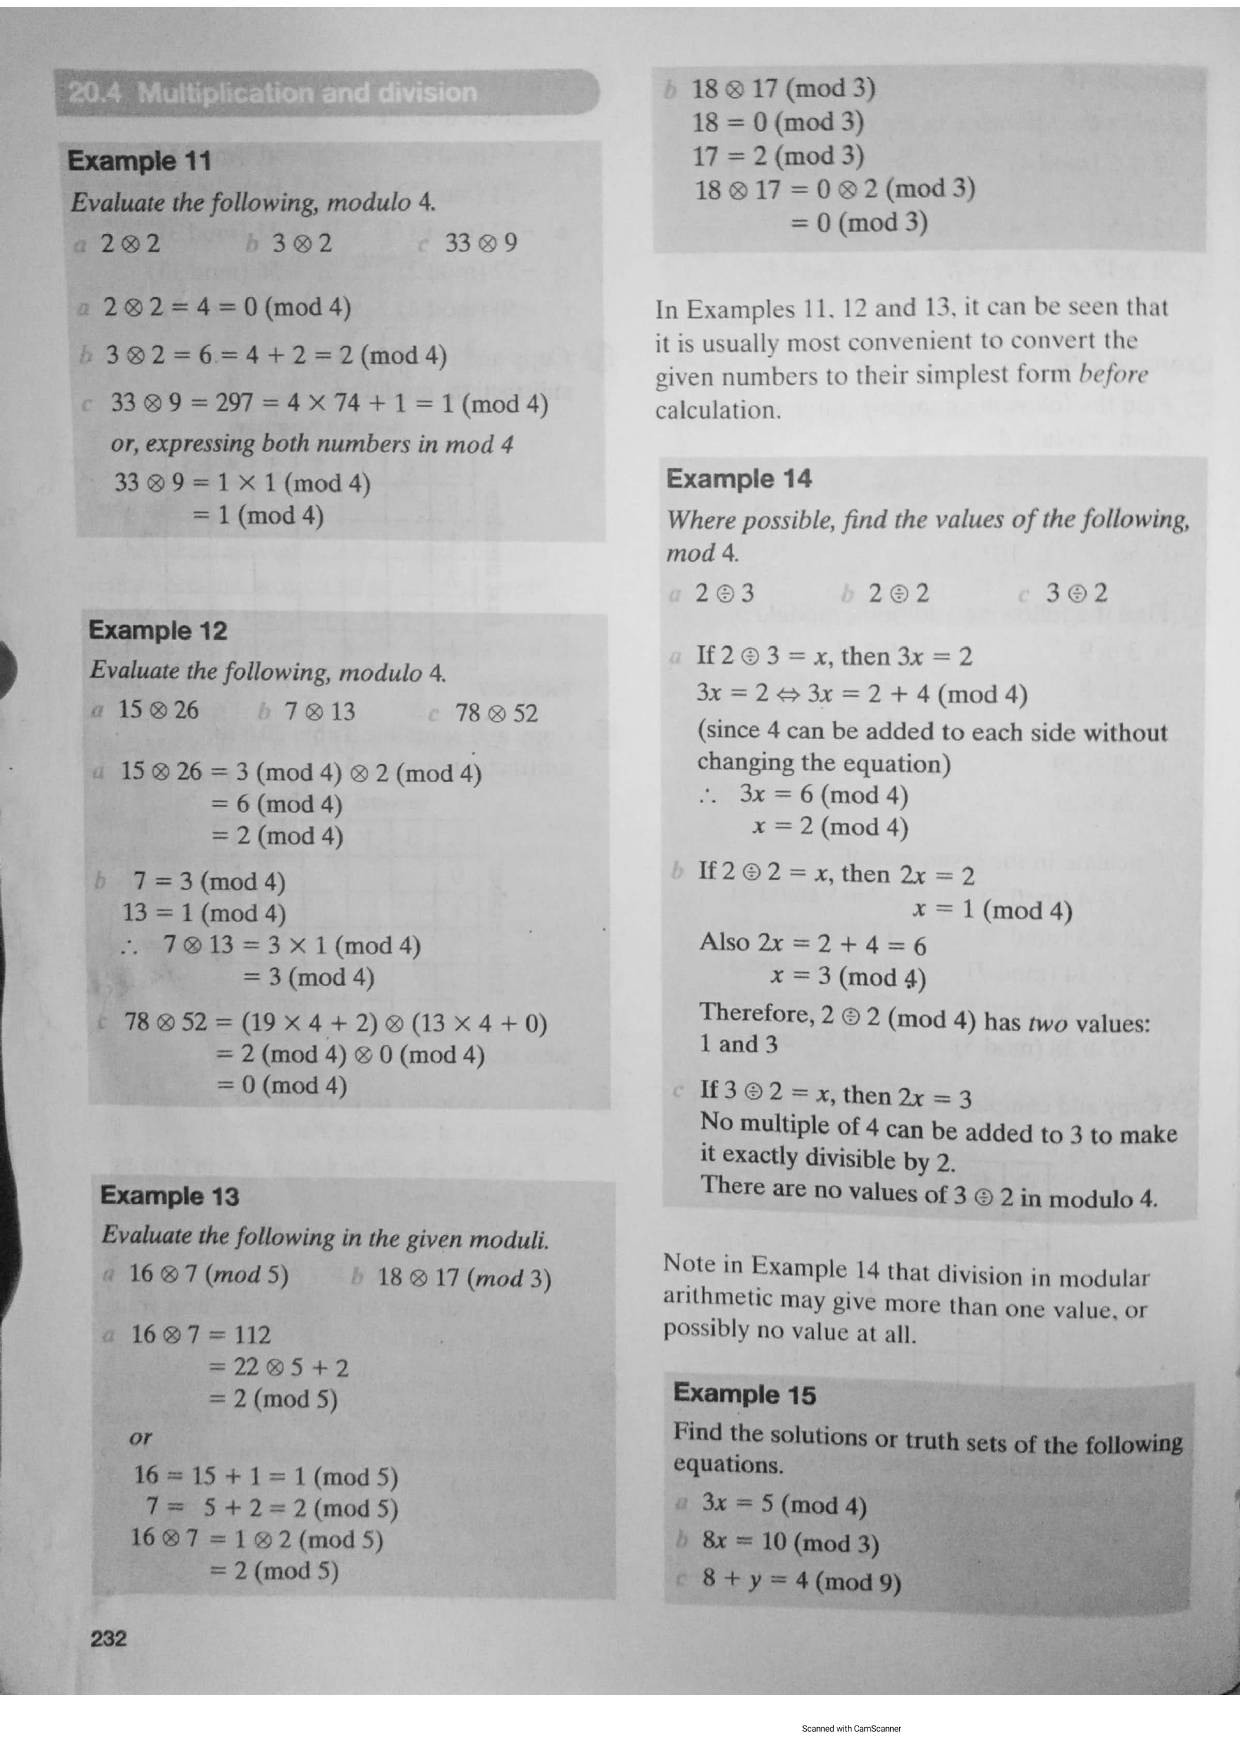 20.4 Multiplication and division
Example 11
Evaluate the following, modulo 4.
a 2 ⊗ 2 b 3 ⊗ 2 c 33 ⊗ 9
a 2 ⊗ 2 = 4 = 0 (mod 4)
b 3 ⊗ 2 = 6 = 4 + 2 = 2 (mod 4)
c 33 ⊗ 9 = 297 = 4 × 74 + 1 = 1 (mod 4)
or, expressing both numbers in mod 4
33 ⊗ 9 = 1 × 1 (mod 4)
= 1 (mod 4)
Example 12
Evaluate the following, modulo 4.
a 15 ⊗ 26 b 7 ⊗ 13 c 78 ⊗ 52
a 15 ⊗ 26 = 3 (mod 4) ⊗ 2 (mod 4)
= 6 (mod 4)
= 2 (mod 4)
b 7 = 3 (mod 4)
13 = 1 (mod 4)
∴ 7 ⊗ 13 = 3 × 1 (mod 4)
= 3 (mod 4)
c 78 ⊗ 52 = (19 × 4 + 2) ⊗ (13 × 4 + 0)
= 2 (mod 4) ⊗ 0 (mod 4)
= 0 (mod 4)
Example 13
Evaluate the following in the given moduli.
a 16 ⊗ 7 (mod 5) b 18 ⊗ 17 (mod 3)
a 16 ⊗ 7 = 112
= 22 ⊗ 5 + 2
= 2 (mod 5)
or
16 = 15 + 1 = 1 (mod 5)
7 = 5 + 2 = 2 (mod 5)
16 ⊗ 7 = 1 ⊗ 2 (mod 5)
= 2 (mod 5)
232
b 18 ⊗ 17 (mod 3)
18 = 0 (mod 3)
17 = 2 (mod 3)
18 ⊗ 17 = 0 ⊗ 2 (mod 3)
= 0 (mod 3)
In Examples 11, 12 and 13, it can be seen that
it is usually most convenient to convert the
given numbers to their simplest form before
calculation.
Example 14
Where possible, find the values of the following,
mod 4.
a 2 ⨸ 3 b 2 ⨸ 2 c 3 ⨸ 2
a If 2 ⨸ 3 = x, then 3x = 2
3x = 2 ⇔ 3x = 2 + 4 (mod 4)
(since 4 can be added to each side without
changing the equation)
∴ 3x = 6 (mod 4)
x = 2 (mod 4)
b If 2 ⨸ 2 = x, then 2x = 2
x = 1 (mod 4)
Also 2x = 2 + 4 = 6
x = 3 (mod 4)
Therefore, 2 ⨸ 2 (mod 4) has two values:
1 and 3
c If 3 ⨸ 2 = x, then 2x = 3
No multiple of 4 can be added to 3 to make
it exactly divisible by 2.
There are no values of 3 ⨸ 2 in modulo 4.
Note in Example 14 that division in modular
arithmetic may give more than one value, or
possibly no value at all.
Example 15
Find the solutions or truth sets of the following
equations.
a 3x = 5 (mod 4)
b 8x = 10 (mod 3)
c 8 + y = 4 (mod 9)
Scanned with CamScanner